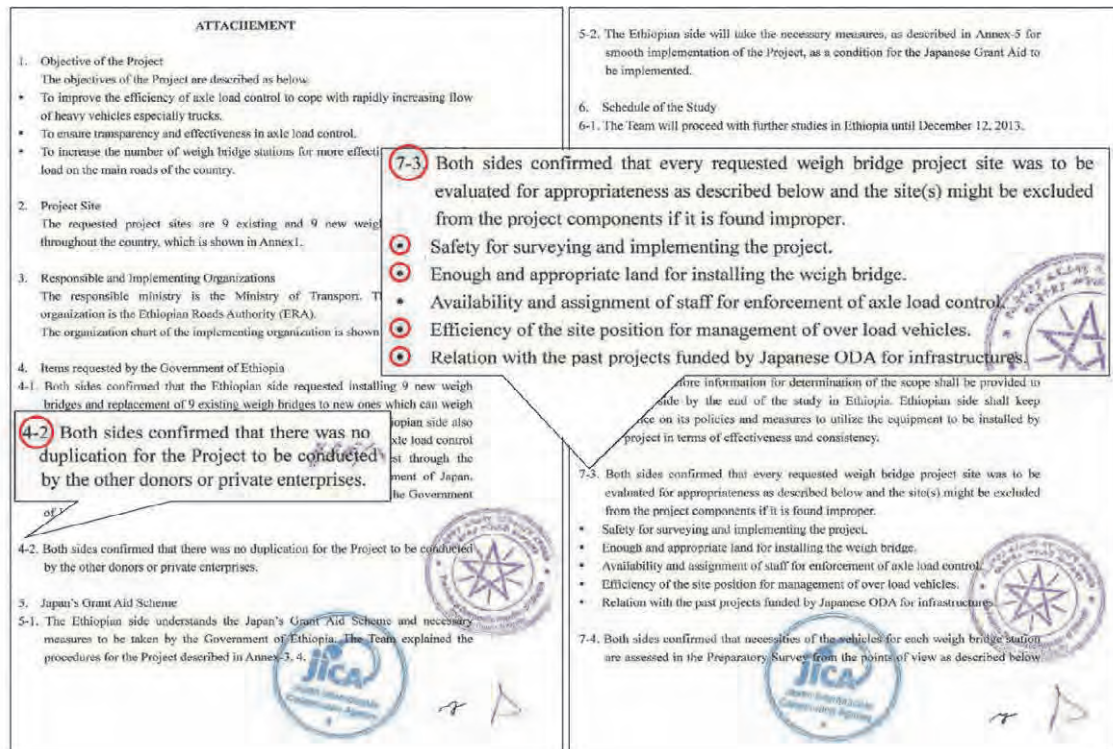 ATTACHEMENT
1. Objective of the Project
The objectives of the Project are described as below.
• To improve the efficiency of axle load control to cope with rapidly increasing flow
of heavy vehicles especially trucks.
• To ensure transparency and effectiveness in axle load control.
• To increase the number of weigh bridge stations for more effecti
load on the main roads of the country.
2. Project Site
The requested project sites are 9 existing and 9 new weig
throughout the country, which is shown in Annex1.
3. Responsible and Implementing Organizations
The responsible ministry is the Ministry of Transport. T
organization is the Ethiopian Roads Authority (ERA).
The organization chart of the implementing organization is shown
4. Items requested by the Government of Ethiopia
4-1. Both sides confirmed that the Ethiopian side requested installing 9 new weigh
bridges and replacement of 9 existing weigh bridges to new ones which can weigh
iopian side also
xle load control
st through the
ment of Japan.
he Government
of
4-2 Both sides confirmed that there was no
duplication for the Project to be conducted
by the other donors or private enterprises.
4-2. Both sides confirmed that there was no duplication for the Project to be conducted
by the other donors or private enterprises.
5. Japan's Grant Aid Scheme
5-1. The Ethiopian side understands the Japan's Grant Aid Scheme and necessary
measures to be taken by the Government of Ethiopia. The Team explained the
procedures for the Project described in Annex-3, 4.
jICA
5-2. The Ethiopian side will take the necessary measures, as described in Annex-5 for
smooth implementation of the Project, as a condition for the Japanese Grant Aid to
be implemented.
6. Schedule of the Study
6-1. The Team will proceed with further studies in Ethiopia until December 12, 2013.
7-3. Both sides confirmed that every requested weigh bridge project site was to be
evaluated for appropriateness as described below and the site(s) might be excluded
from the project components if it is found improper.
• Safety for surveying and implementing the project.
• Enough and appropriate land for installing the weigh bridge.
• Availability and assignment of staff for enforcement of axle load control.
• Efficiency of the site position for management of over load vehicles.
• Relation with the past projects funded by Japanese ODA for infrastructures.
ore information for determination of the scope shall be provided to
side by the end of the study in Ethiopia. Ethiopian side shall keep
ce on its policies and measures to utilize the equipment to be installed by
project in terms of effectiveness and consistency.
7-3. Both sides confirmed that every requested weigh bridge project site was to be
evaluated for appropriateness as described below and the site(s) might be excluded
from the project components if it is found improper.
• Safety for surveying and implementing the project.
• Enough and appropriate land for installing the weigh bridge.
• Availability and assignment of staff for enforcement of axle load control.
• Efficiency of the site position for management of over load vehicles.
• Relation with the past projects funded by Japanese ODA for infrastructures.
7-4. Both sides confirmed that necessities of the vehicles for each weigh bridge station
are assessed in the Preparatory Survey from the points of view as described below
jICA